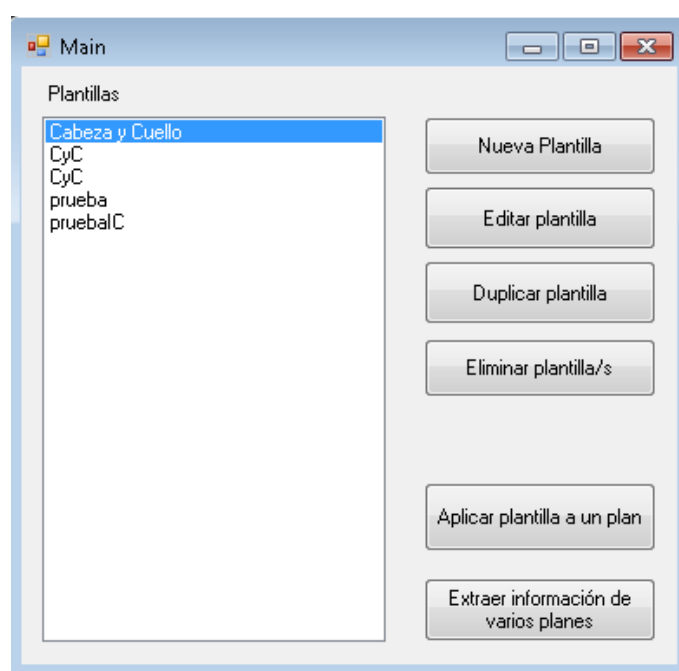 Main
Plantillas
Cabeza y Cuello
CyC
CyC
prueba
pruebaIC
Nueva Plantilla
Editar plantilla
Duplicar plantilla
Eliminar plantilla/s
Aplicar plantilla a un plan
Extraer información de
varios planes